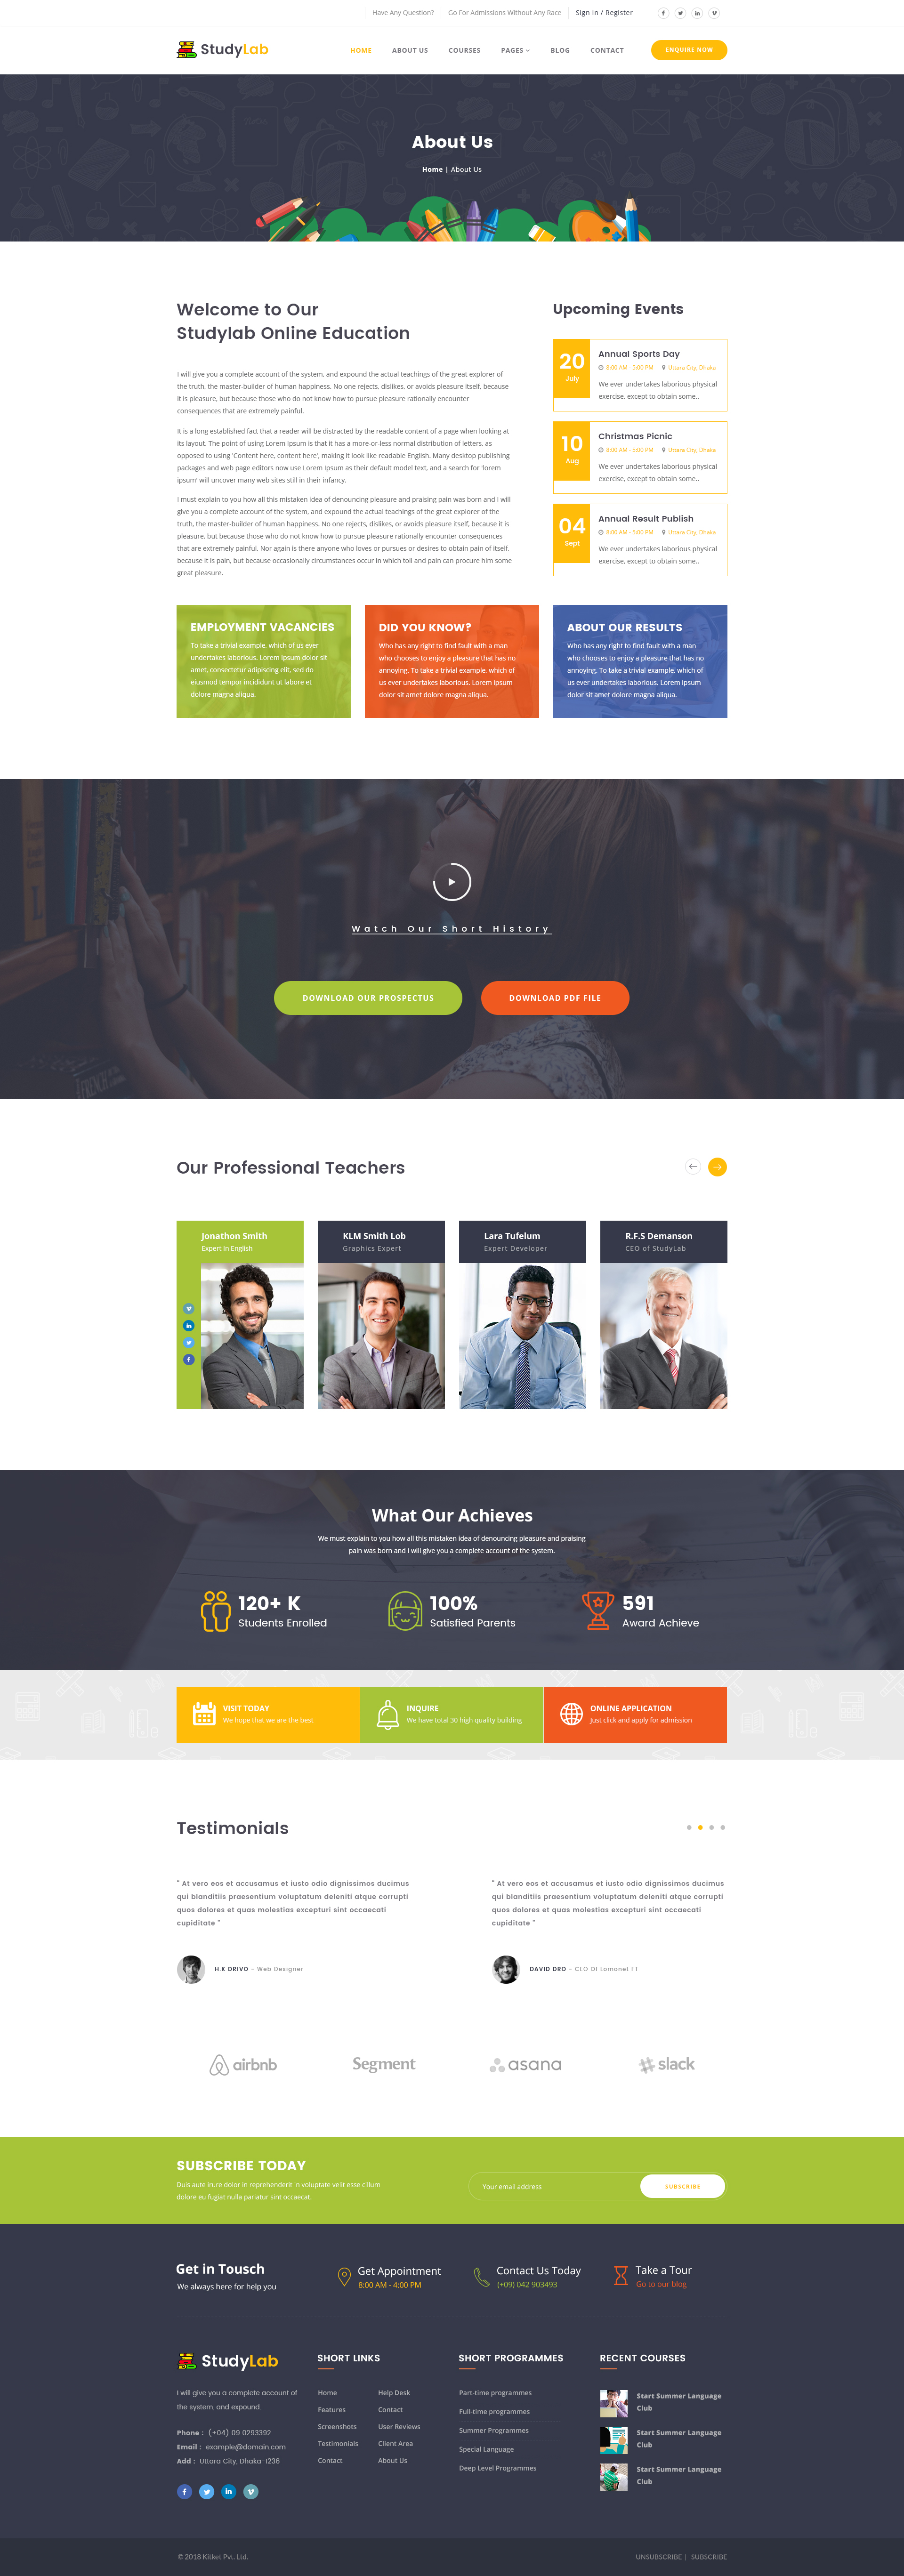 Have Any Question? Go For Admissions Without Any Race Sign In / Register
StudyLab
HOME ABOUT US COURSES PAGES BLOG CONTACT ENQUIRE NOW
About Us
Home | About Us
Welcome to Our
Studylab Online Education
I will give you a complete account of the system, and expound the actual teachings of the great explorer of
the truth, the master-builder of human happiness. No one rejects, dislikes, or avoids pleasure itself, because
it is pleasure, but because those who do not know how to pursue pleasure rationally encounter
consequences that are extremely painful.
It is a long established fact that a reader will be distracted by the readable content of a page when looking at
its layout. The point of using Lorem Ipsum is that it has a more-or-less normal distribution of letters, as
opposed to using 'Content here, content here', making it look like readable English. Many desktop publishing
packages and web page editors now use Lorem Ipsum as their default model text, and a search for 'lorem
ipsum' will uncover many web sites still in their infancy.
I must explain to you how all this mistaken idea of denouncing pleasure and praising pain was born and I will
give you a complete account of the system, and expound the actual teachings of the great explorer of the
truth, the master-builder of human happiness. No one rejects, dislikes, or avoids pleasure itself, because it is
pleasure, but because those who do not know how to pursue pleasure rationally encounter consequences
that are extremely painful. Nor again is there anyone who loves or pursues or desires to obtain pain of itself,
because it is pain, but because occasionally circumstances occur in which toil and pain can procure him some
great pleasure.
Upcoming Events
20
July
Annual Sports Day
8:00 AM - 5:00 PM Uttara City, Dhaka
We ever undertakes laborious physical
exercise, except to obtain some..
10
Aug
Christmas Picnic
8:00 AM - 5:00 PM Uttara City, Dhaka
We ever undertakes laborious physical
exercise, except to obtain some..
04
Sept
Annual Result Publish
8:00 AM - 5:00 PM Uttara City, Dhaka
We ever undertakes laborious physical
exercise, except to obtain some..
EMPLOYMENT VACANCIES
To take a trivial example, which of us ever
undertakes laborious. Lorem ipsum dolor sit
amet, consectetur adipiscing elit, sed do
eiusmod tempor incididunt ut labore et
dolore magna aliqua.
DID YOU KNOW?
Who has any right to find fault with a man
who chooses to enjoy a pleasure that has no
annoying. To take a trivial example, which of
us ever undertakes laborious. Lorem ipsum
dolor sit amet dolore magna aliqua.
ABOUT OUR RESULTS
Who has any right to find fault with a man
who chooses to enjoy a pleasure that has no
annoying. To take a trivial example, which of
us ever undertakes laborious. Lorem ipsum
dolor sit amet dolore magna aliqua.
Watch Our Short History
DOWNLOAD OUR PROSPECTUS DOWNLOAD PDF FILE
Our Professional Teachers
Jonathon Smith
Expert In English
KLM Smith Lob
Graphics Expert
Lara Tufelum
Expert Developer
R.F.S Demanson
CEO of StudyLab
What Our Achieves
We must explain to you how all this mistaken idea of denouncing pleasure and praising
pain was born and I will give you a complete account of the system.
120+ K
Students Enrolled
100%
Satisfied Parents
591
Award Achieve
VISIT TODAY
We hope that we are the best
INQUIRE
We have total 30 high quality building
ONLINE APPLICATION
Just click and apply for admission
Testimonials
" At vero eos et accusamus et iusto odio dignissimos ducimus
qui blanditiis praesentium voluptatum deleniti atque corrupti
quos dolores et quas molestias excepturi sint occaecati
cupiditate "
H.K DRIVO - Web Designer
" At vero eos et accusamus et iusto odio dignissimos ducimus
qui blanditiis praesentium voluptatum deleniti atque corrupti
quos dolores et quas molestias excepturi sint occaecati
cupiditate "
DAVID DRO - CEO Of Lomonet FT
airbnb Segment asana slack
SUBSCRIBE TODAY
Duis aute irure dolor in reprehenderit in voluptate velit esse cillum
dolore eu fugiat nulla pariatur sint occaecat.
Your email address SUBSCRIBE
Get in Tousch
We always here for help you
Get Appointment
8:00 AM - 4:00 PM
Contact Us Today
(+09) 042 903493
Take a Tour
Go to our blog
StudyLab
I will give you a complete account of
the system, and expound.
Phone : (+04) 09 0293392
Email : example@domain.com
Add : Uttara City, Dhaka-1236
SHORT LINKS
Home
Features
Screenshots
Testimonials
Contact
Help Desk
Contact
User Reviews
Client Area
About Us
SHORT PROGRAMMES
Part-time programmes
Full-time programmes
Summer Programmes
Special Language
Deep Level Programmes
RECENT COURSES
Start Summer Language
Club
Start Summer Language
Club
Start Summer Language
Club
© 2018 Kitket Pvt. Ltd.
UNSUBSCRIBE | SUBSCRIBE